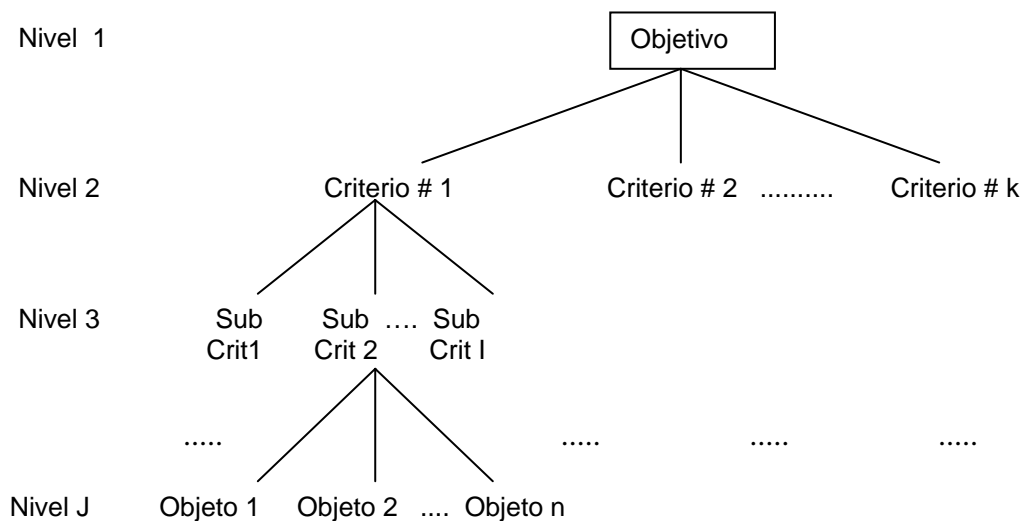 Nivel 1 Objetivo
Nivel 2 Criterio # 1 Criterio # 2 .......... Criterio # k
Nivel 3 Sub Sub .... Sub
Crit1 Crit 2 Crit l
..... ..... ..... .....
Nivel J Objeto 1 Objeto 2 .... Objeto n